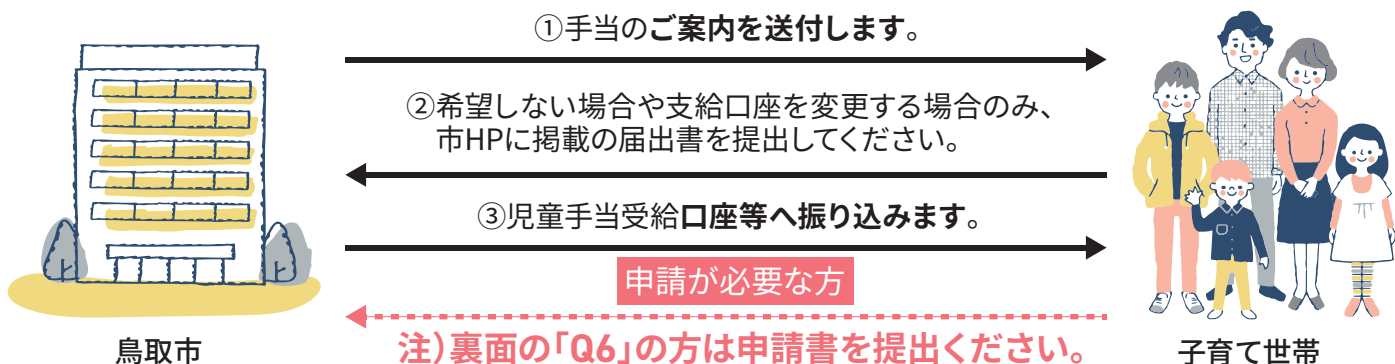 ①手当のご案内を送付します。
②希望しない場合や支給口座を変更する場合のみ、
市HPに掲載の届出書を提出してください。
③児童手当受給口座等へ振り込みます。
申請が必要な方
注)裏面の「Q6」の方は申請書を提出ください。
鳥取市
子育て世帯